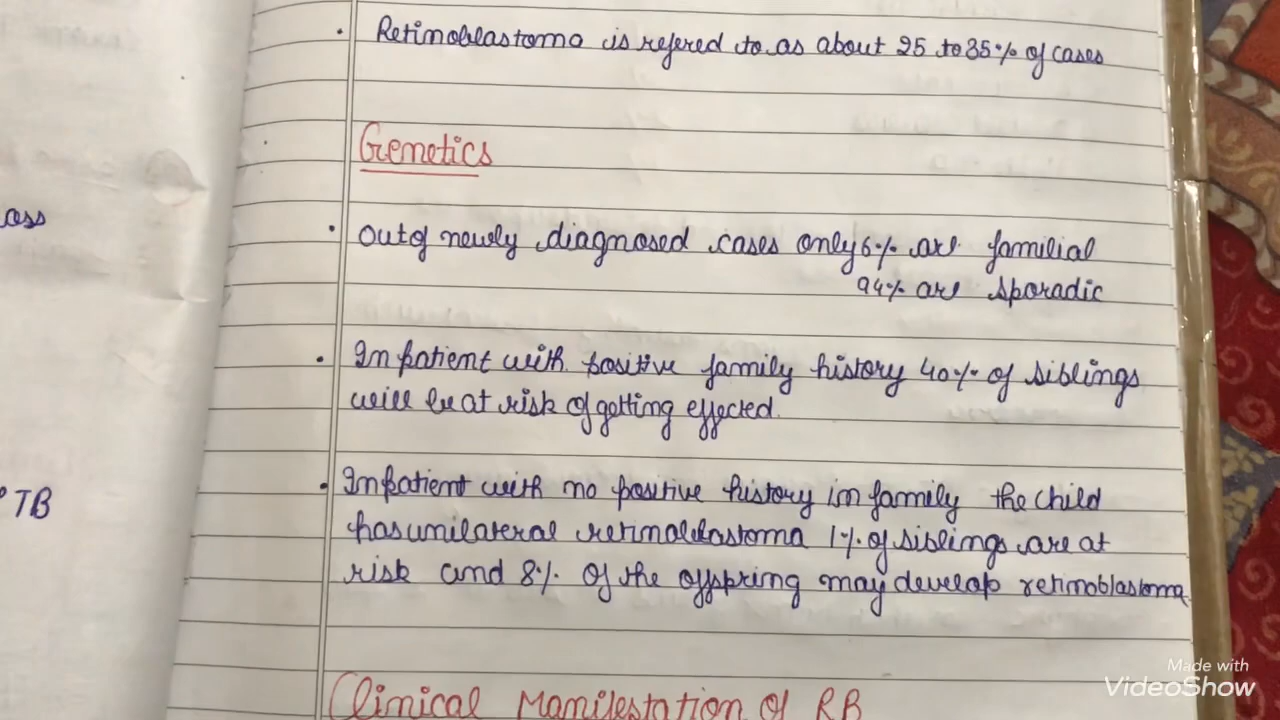 • Retinoblastoma is refered to as about 25 to 35% of cases
Genetics
• Out of newly diagnosed cases only 6% are familial
94% are sporadic
• In patient with positive family history 40% of siblings
will be at risk of getting effected.
• In patient with no positive history in family the child
has unilateral retinoblastoma 1% of siblings are at
risk and 8% of the offspring may develop retinoblastoma
Clinical Manifestation of RB
oss
TB
Made with
VideoShow